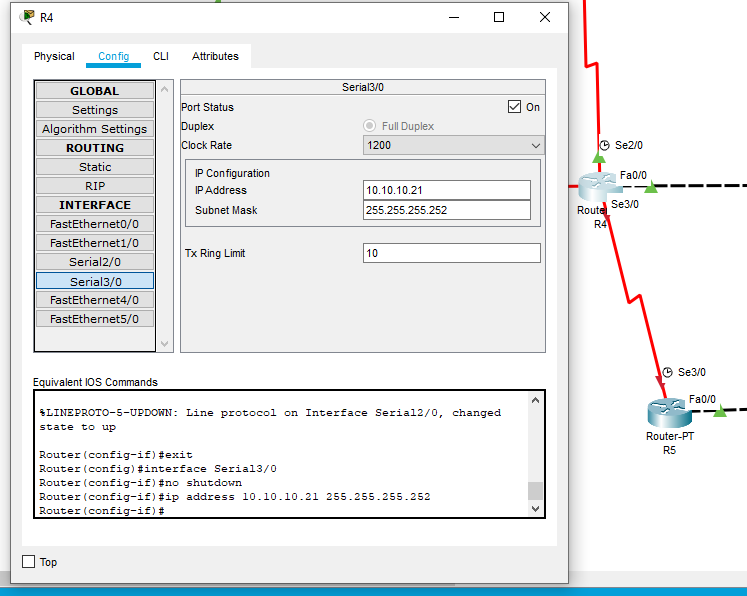 R4
Physical
Config
CLI
Attributes
GLOBAL
Settings
Algorithm Settings
ROUTING
Static
RIP
INTERFACE
FastEthernet0/0
FastEthernet1/0
Serial2/0
Serial3/0
FastEthernet4/0
FastEthernet5/0
Serial3/0
Port Status
On
Duplex
Full Duplex
Clock Rate
1200
IP Configuration
IP Address
10.10.10.21
Subnet Mask
255.255.255.252
Tx Ring Limit
10
Equivalent IOS Commands
%LINEPROTO-5-UPDOWN: Line protocol on Interface Serial2/0, changed
state to up
Router(config-if)#exit
Router(config)#interface Serial3/0
Router(config-if)#no shutdown
Router(config-if)#ip address 10.10.10.21 255.255.255.252
Router(config-if)#
Top
Se2/0
Fa0/0
Se3/0
R4
Se3/0
Fa0/0
Router-PT
R5